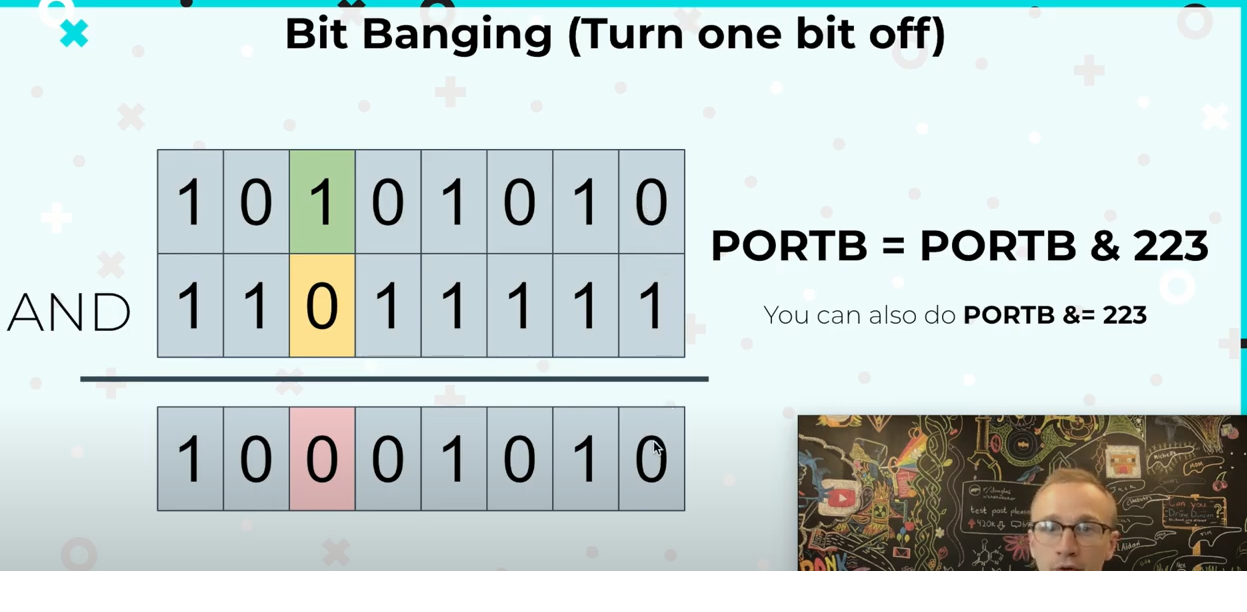 Bit Banging (Turn one bit off)
1 0 1 0 1 0 1 0
PORTB = PORTB & 223
AND 1 1 0 1 1 1 1 1
You can also do PORTB &= 223
1 0 0 0 1 0 1 0
test post please